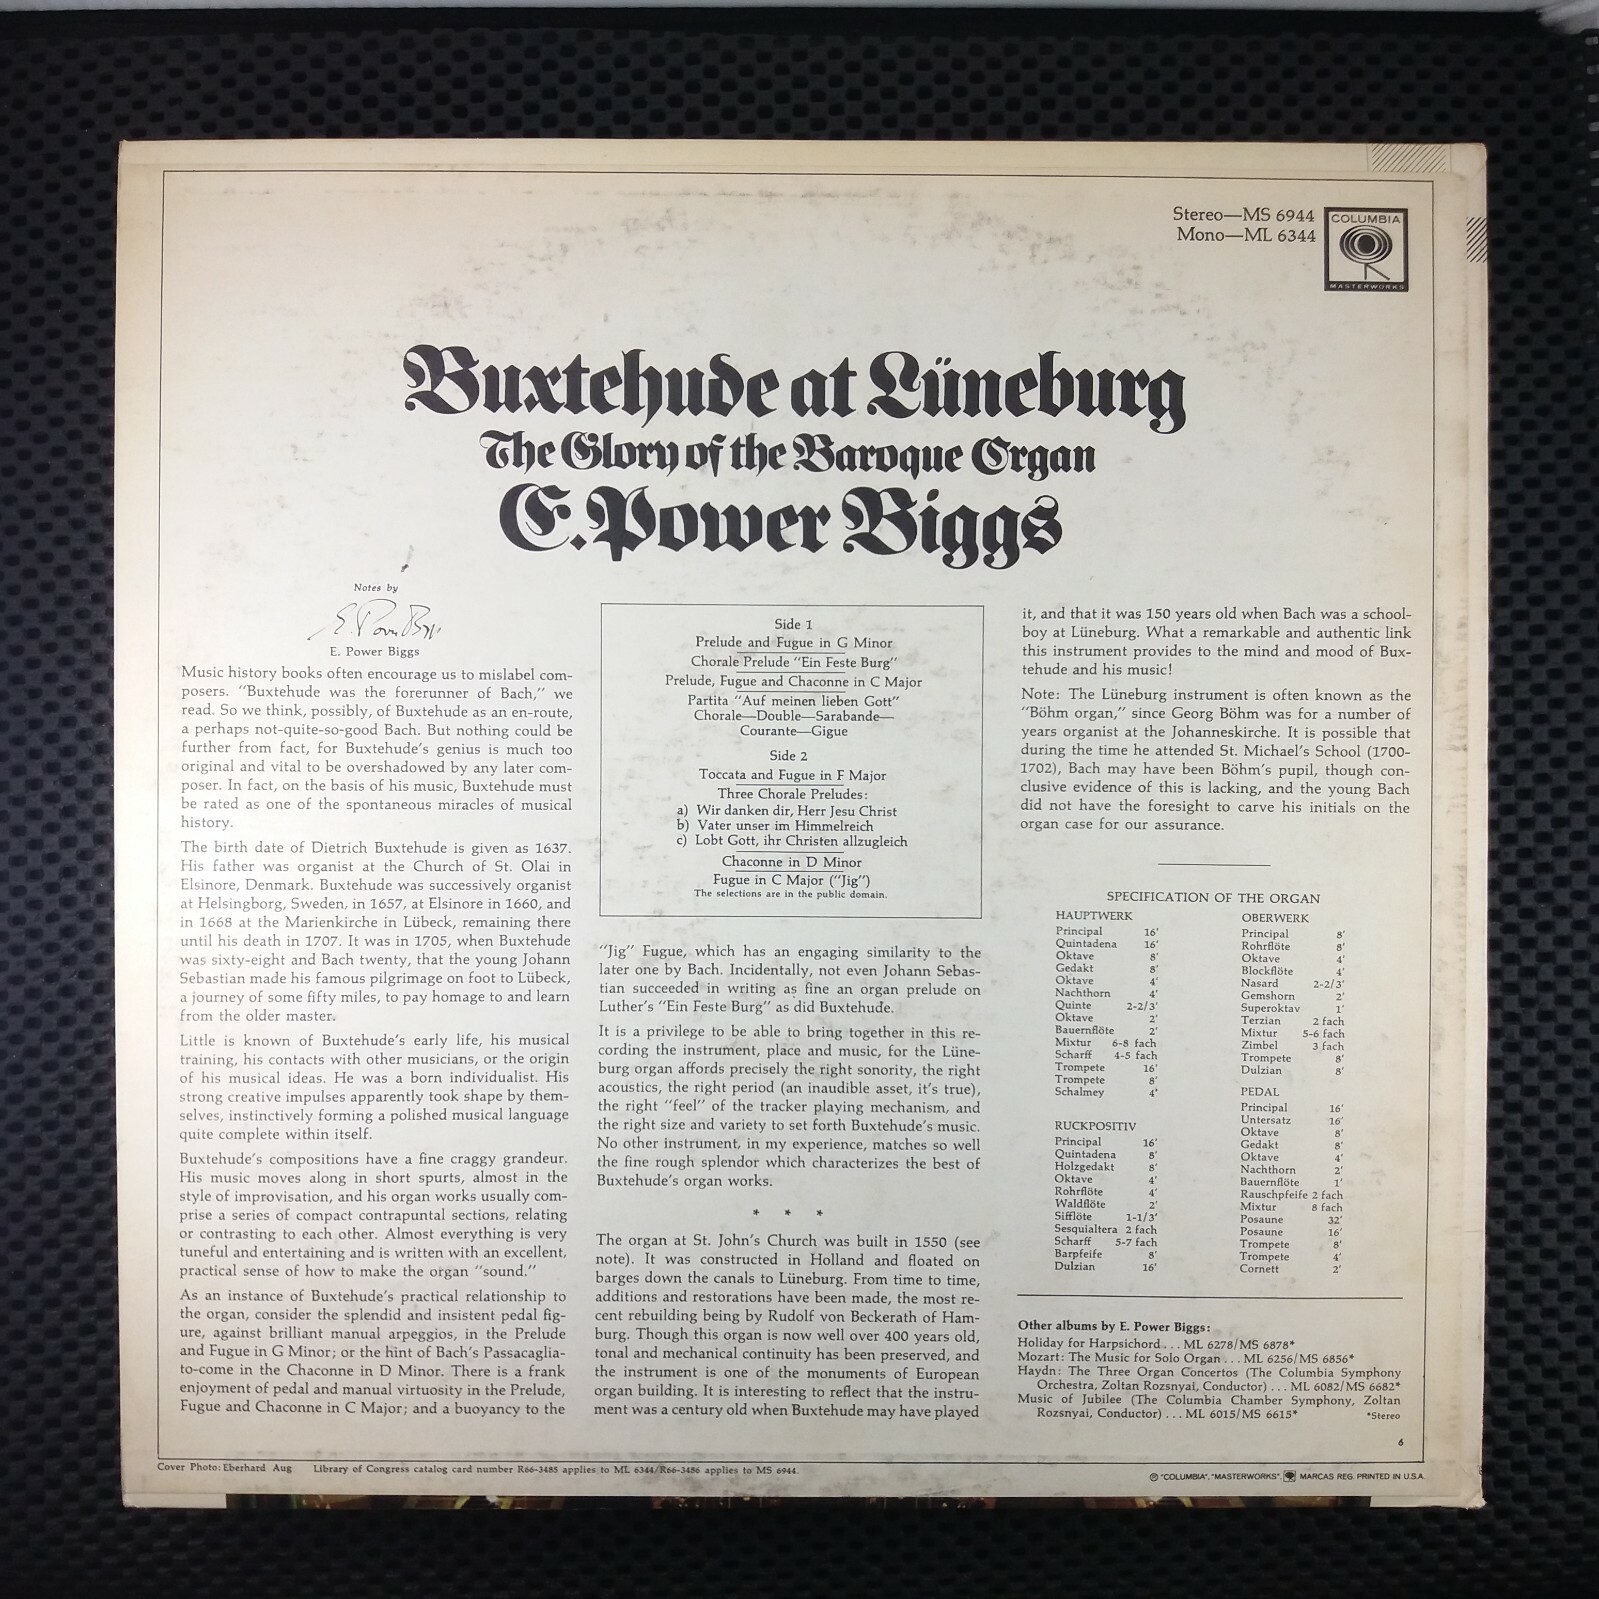 Stereo—MS 6944
Mono—ML 6344
COLUMBIA
MASTERWORKS
Buxtehude at Lüneburg
The Glory of the Baroque Organ
E. Power Biggs
Notes by
E. Power Biggs
E. Power Biggs
Music history books often encourage us to mislabel com-
posers. "Buxtehude was the forerunner of Bach," we
read. So we think, possibly, of Buxtehude as an en-route,
a perhaps not-quite-so-good Bach. But nothing could be
further from fact, for Buxtehude's genius is much too
original and vital to be overshadowed by any later com-
poser. In fact, on the basis of his music, Buxtehude must
be rated as one of the spontaneous miracles of musical
history.
The birth date of Dietrich Buxtehude is given as 1637.
His father was organist at the Church of St. Olai in
Elsinore, Denmark. Buxtehude was successively organist
at Helsingborg, Sweden, in 1657, at Elsinore in 1660, and
in 1668 at the Marienkirche in Lübeck, remaining there
until his death in 1707. It was in 1705, when Buxtehude
was sixty-eight and Bach twenty, that the young Johann
Sebastian made his famous pilgrimage on foot to Lübeck,
a journey of some fifty miles, to pay homage to and learn
from the older master.
Little is known of Buxtehude's early life, his musical
training, his contacts with other musicians, or the origin
of his musical ideas. He was a born individualist. His
strong creative impulses apparently took shape by them-
selves, instinctively forming a polished musical language
quite complete within itself.
Buxtehude's compositions have a fine craggy grandeur.
His music moves along in short spurts, almost in the
style of improvisation, and his organ works usually com-
prise a series of compact contrapuntal sections, relating
or contrasting to each other. Almost everything is very
tuneful and entertaining and is written with an excellent,
practical sense of how to make the organ "sound."
As an instance of Buxtehude's practical relationship to
the organ, consider the splendid and insistent pedal fig-
ure, against brilliant manual arpeggios, in the Prelude
and Fugue in G Minor; or the hint of Bach's Passacaglia-
to-come in the Chaconne in D Minor. There is a frank
enjoyment of pedal and manual virtuosity in the Prelude,
Fugue and Chaconne in C Major; and a buoyancy to the
Side 1
Prelude and Fugue in G Minor
Chorale Prelude "Ein Feste Burg"
Prelude, Fugue and Chaconne in C Major
Partita "Auf meinen lieben Gott"
Chorale—Double—Sarabande—
Courante—Gigue
Side 2
Toccata and Fugue in F Major
Three Chorale Preludes:
a) Wir danken dir, Herr Jesu Christ
b) Vater unser im Himmelreich
c) Lobt Gott, ihr Christen allzugleich
Chaconne in D Minor
Fugue in C Major ("Jig")
The selections are in the public domain.
"Jig" Fugue, which has an engaging similarity to the
later one by Bach. Incidentally, not even Johann Sebas-
tian succeeded in writing as fine an organ prelude on
Luther's "Ein Feste Burg" as did Buxtehude.
It is a privilege to be able to bring together in this re-
cording the instrument, place and music, for the Lüne-
burg organ affords precisely the right sonority, the right
acoustics, the right period (an inaudible asset, it's true),
the right "feel" of the tracker playing mechanism, and
the right size and variety to set forth Buxtehude's music.
No other instrument, in my experience, matches so well
the fine rough splendor which characterizes the best of
Buxtehude's organ works.
* * *
The organ at St. John's Church was built in 1550 (see
note). It was constructed in Holland and floated on
barges down the canals to Lüneburg. From time to time,
additions and restorations have been made, the most re-
cent rebuilding being by Rudolf von Beckerath of Ham-
burg. Though this organ is now well over 400 years old,
tonal and mechanical continuity has been preserved, and
the instrument is one of the monuments of European
organ building. It is interesting to reflect that the instru-
ment was a century old when Buxtehude may have played
it, and that it was 150 years old when Bach was a school-
boy at Lüneburg. What a remarkable and authentic link
this instrument provides to the mind and mood of Bux-
tehude and his music!
Note: The Lüneburg instrument is often known as the
"Böhm organ," since Georg Böhm was for a number of
years organist at the Johanneskirche. It is possible that
during the time he attended St. Michael's School (1700-
1702), Bach may have been Böhm's pupil, though con-
clusive evidence of this is lacking, and the young Bach
did not have the foresight to carve his initials on the
organ case for our assurance.
SPECIFICATION OF THE ORGAN
HAUPTWERK
Principal 16'
Quintadena 16'
Oktave 8'
Gedakt 8'
Oktave 4'
Nachthorn 4'
Quinte 2-2/3'
Oktave 2'
Bauernflöte 2'
Mixtur 6-8 fach
Scharff 4-5 fach
Trompete 16'
Trompete 8'
Schalmey 4'
RUCKPOSITIV
Principal 16'
Quintadena 8'
Holzgedakt 8'
Oktave 4'
Rohrflöte 4'
Waldflöte 2'
Sifflöte 1-1/3'
Sesquialtera 2 fach
Scharff 5-7 fach
Barpfeife 8'
Dulzian 16'
OBERWERK
Principal 8'
Rohrflöte 8'
Oktave 4'
Blockflöte 4'
Nasard 2-2/3'
Gemshorn 2'
Superoktav 1'
Terzian 2 fach
Mixtur 5-6 fach
Zimbel 3 fach
Trompete 8'
Dulzian 8'
PEDAL
Principal 16'
Untersatz 16'
Oktave 8'
Gedakt 8'
Oktave 4'
Nachthorn 2'
Bauernflöte 1'
Rauschpfeife 2 fach
Mixtur 8 fach
Posaune 32'
Posaune 16'
Trompete 8'
Trompete 4'
Cornett 2'
Other albums by E. Power Biggs:
Holiday for Harpsichord . . . ML 6278/MS 6878*
Mozart: The Music for Solo Organ . . . ML 6256/MS 6856*
Haydn: The Three Organ Concertos (The Columbia Symphony
Orchestra, Zoltan Rozsnyai, Conductor) . . . ML 6082/MS 6682*
Music of Jubilee (The Columbia Chamber Symphony, Zoltan
Rozsnyai, Conductor) . . . ML 6015/MS 6615* *Stereo
6
Cover Photo: Eberhard Aug Library of Congress catalog card number R66-3485 applies to ML 6344/R66-3486 applies to MS 6944.
℗ "COLUMBIA", "MASTERWORKS", MARCAS REG. PRINTED IN U.S.A.